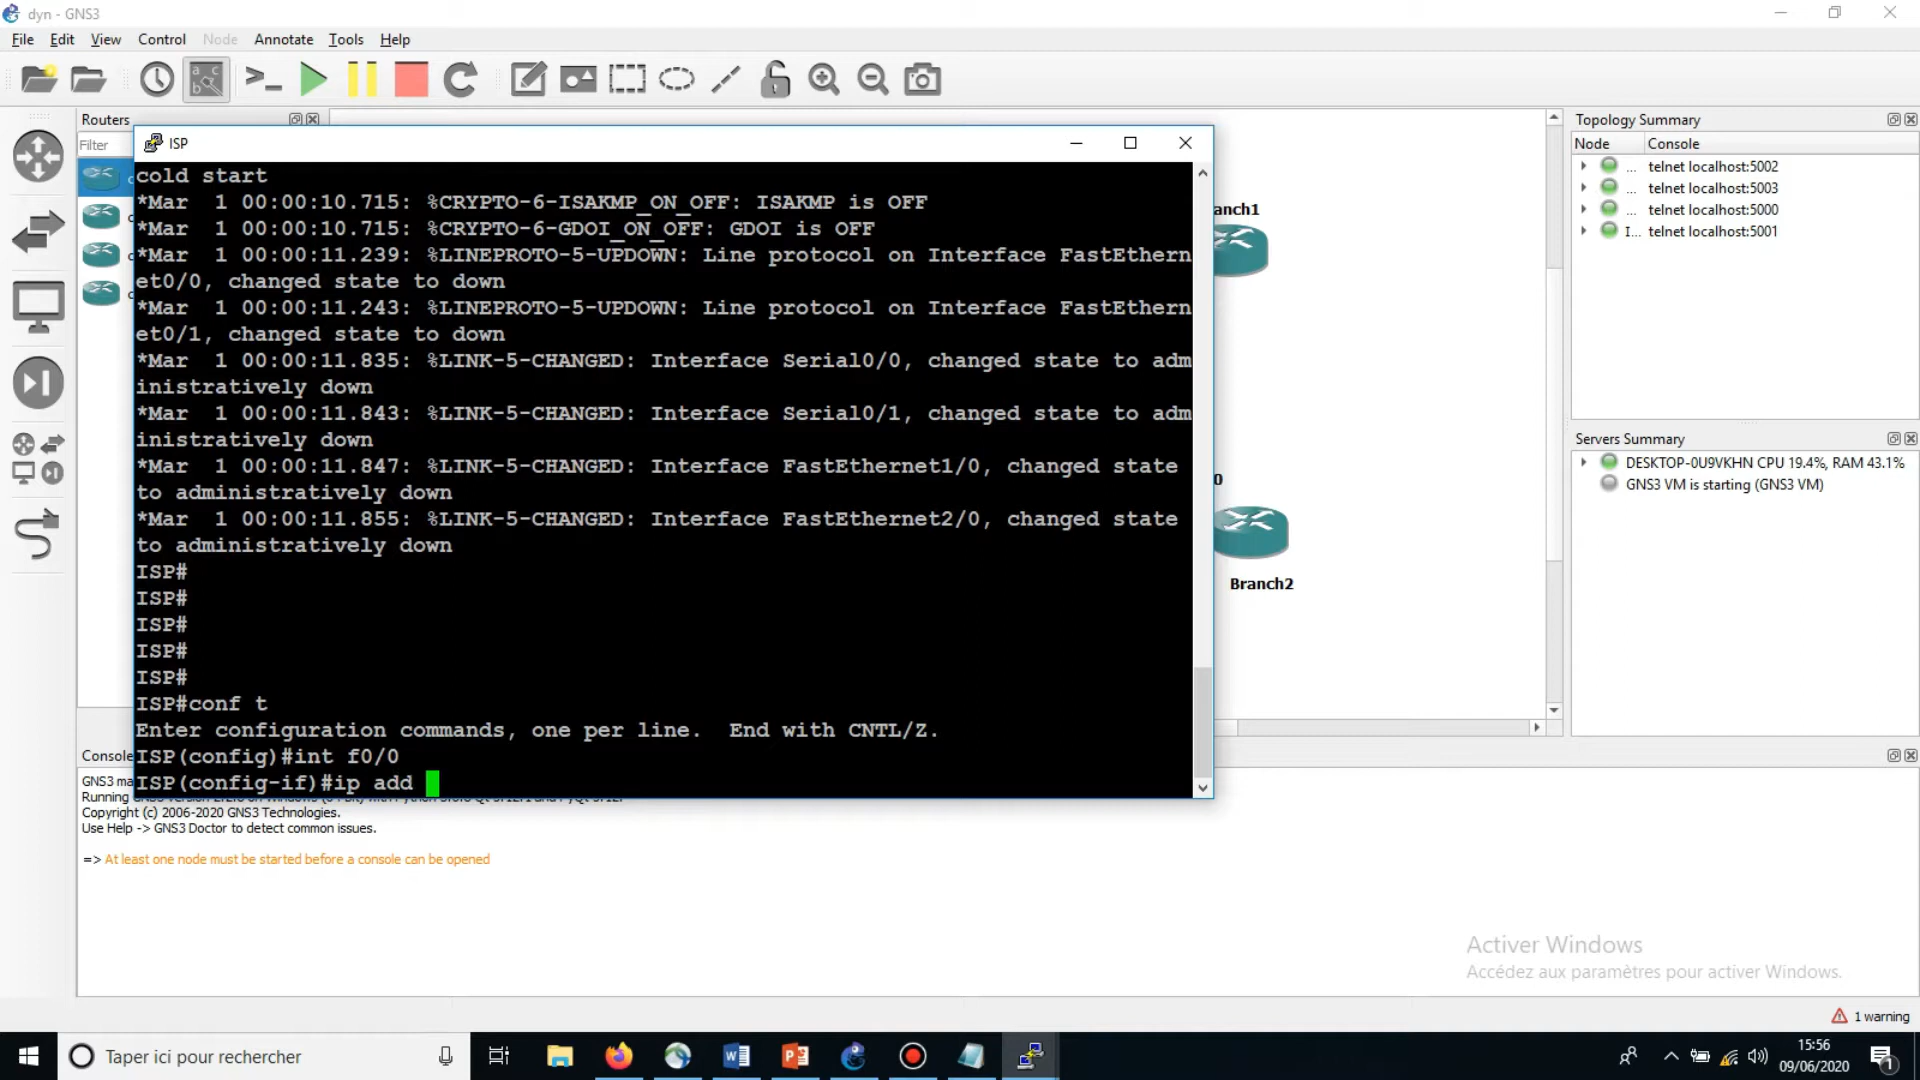 dyn - GNS3
File Edit View Control Node Annotate Tools Help
Routers
Filter
ISP
cold start
*Mar  1 00:00:10.715: %CRYPTO-6-ISAKMP_ON_OFF: ISAKMP is OFF
*Mar  1 00:00:10.715: %CRYPTO-6-GDOI_ON_OFF: GDOI is OFF
*Mar  1 00:00:11.239: %LINEPROTO-5-UPDOWN: Line protocol on Interface FastEthern
et0/0, changed state to down
*Mar  1 00:00:11.243: %LINEPROTO-5-UPDOWN: Line protocol on Interface FastEthern
et0/1, changed state to down
*Mar  1 00:00:11.835: %LINK-5-CHANGED: Interface Serial0/0, changed state to adm
inistratively down
*Mar  1 00:00:11.843: %LINK-5-CHANGED: Interface Serial0/1, changed state to adm
inistratively down
*Mar  1 00:00:11.847: %LINK-5-CHANGED: Interface FastEthernet1/0, changed state
to administratively down
*Mar  1 00:00:11.855: %LINK-5-CHANGED: Interface FastEthernet2/0, changed state
to administratively down
ISP#
ISP#
ISP#
ISP#
ISP#
ISP#conf t
Enter configuration commands, one per line.  End with CNTL/Z.
ISP(config)#int f0/0
ISP(config-if)#ip add
anch1
0
Branch2
Topology Summary
Node Console
... telnet localhost:5002
... telnet localhost:5003
... telnet localhost:5000
I... telnet localhost:5001
Servers Summary
DESKTOP-0U9VKHN CPU 19.4%, RAM 43.1%
GNS3 VM is starting (GNS3 VM)
Console
GNS3 ma
Running
Copyright (c) 2006-2020 GNS3 Technologies.
Use Help -> GNS3 Doctor to detect common issues.
=> At least one node must be started before a console can be opened
Activer Windows
Accédez aux paramètres pour activer Windows.
1 warning
Taper ici pour rechercher
15:56
09/06/2020
1